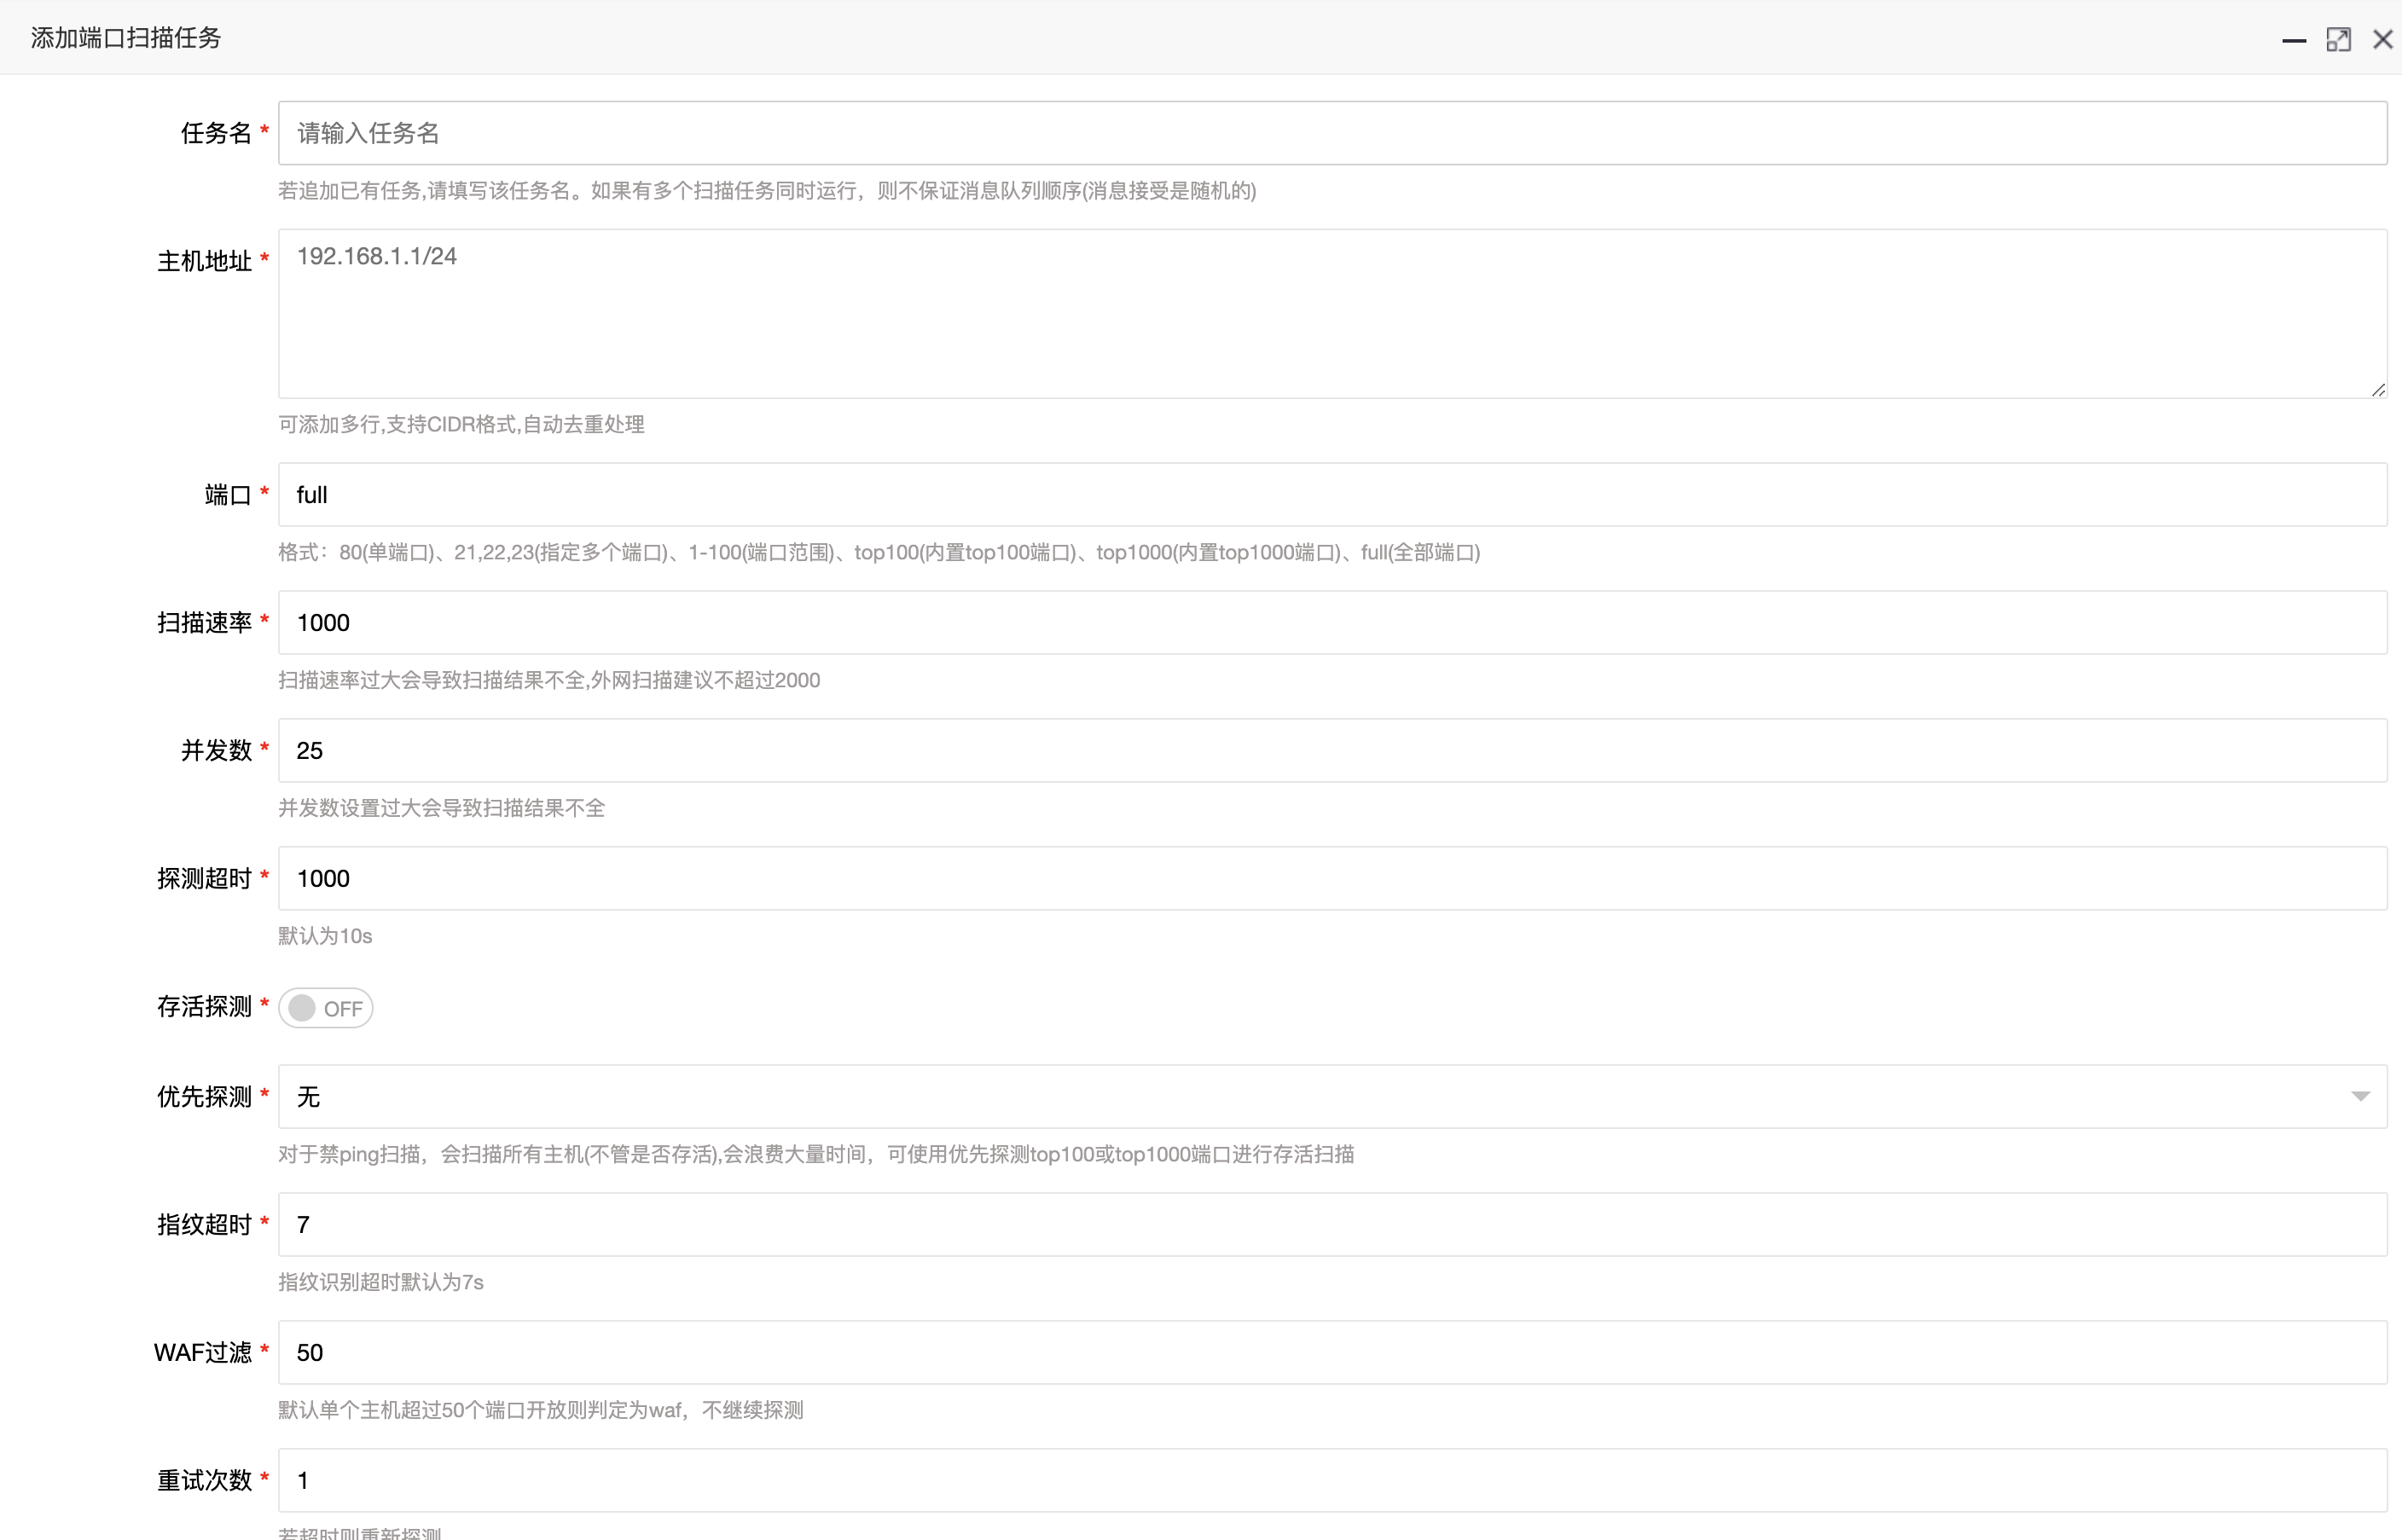 添加端口扫描任务
任务名 * 请输入任务名
若追加已有任务,请填写该任务名。如果有多个扫描任务同时运行，则不保证消息队列顺序(消息接受是随机的)
主机地址 * 192.168.1.1/24
可添加多行,支持CIDR格式,自动去重处理
端口 * full
格式：80(单端口)、21,22,23(指定多个端口)、1-100(端口范围)、top100(内置top100端口)、top1000(内置top1000端口)、full(全部端口)
扫描速率 * 1000
扫描速率过大会导致扫描结果不全,外网扫描建议不超过2000
并发数 * 25
并发数设置过大会导致扫描结果不全
探测超时 * 1000
默认为10s
存活探测 * OFF
优先探测 * 无
对于禁ping扫描，会扫描所有主机(不管是否存活),会浪费大量时间，可使用优先探测top100或top1000端口进行存活扫描
指纹超时 * 7
指纹识别超时默认为7s
WAF过滤 * 50
默认单个主机超过50个端口开放则判定为waf，不继续探测
重试次数 * 1
若超时则重新探测